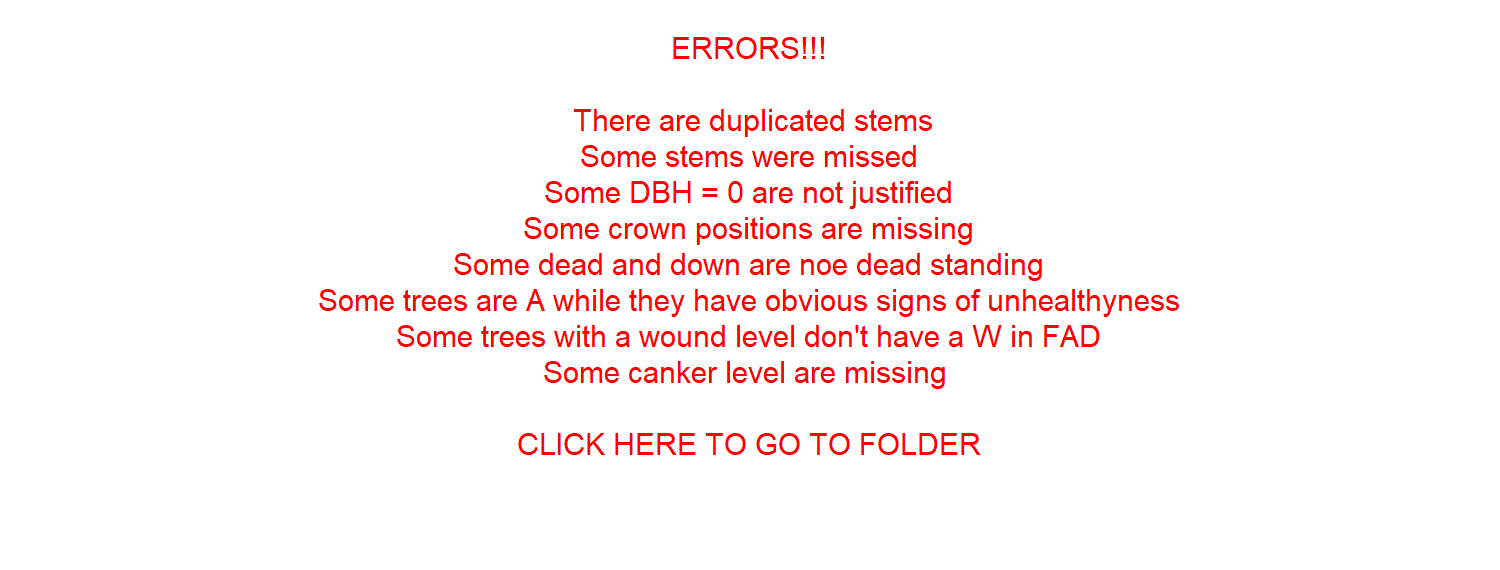 ERRORS!!!
There are duplicated stems
Some stems were missed
Some DBH = 0 are not justified
Some crown positions are missing
Some dead and down are noe dead standing
Some trees are A while they have obvious signs of unhealthyness
Some trees with a wound level don't have a W in FAD
Some canker level are missing
CLICK HERE TO GO TO FOLDER